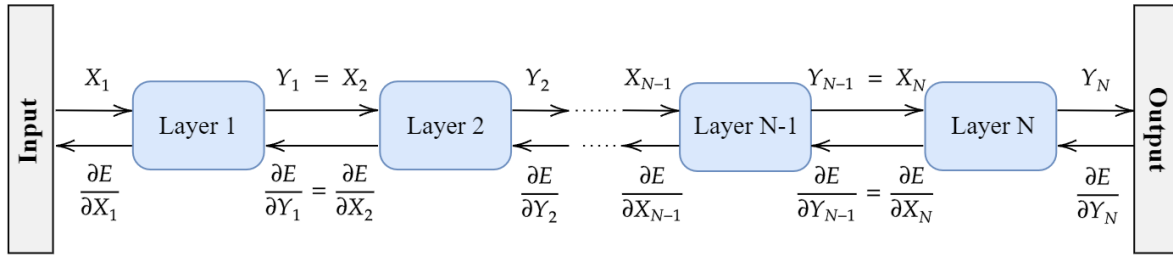 Input
X₁
Layer 1
Y₁ = X₂
Layer 2
Y₂
......
X_{N−1}
Layer N-1
Y_{N−1} = X_N
Layer N
Y_N
Output
∂E/∂X₁
∂E/∂Y₁ = ∂E/∂X₂
∂E/∂Y₂
......
∂E/∂X_{N−1}
∂E/∂Y_{N−1} = ∂E/∂X_N
∂E/∂Y_N